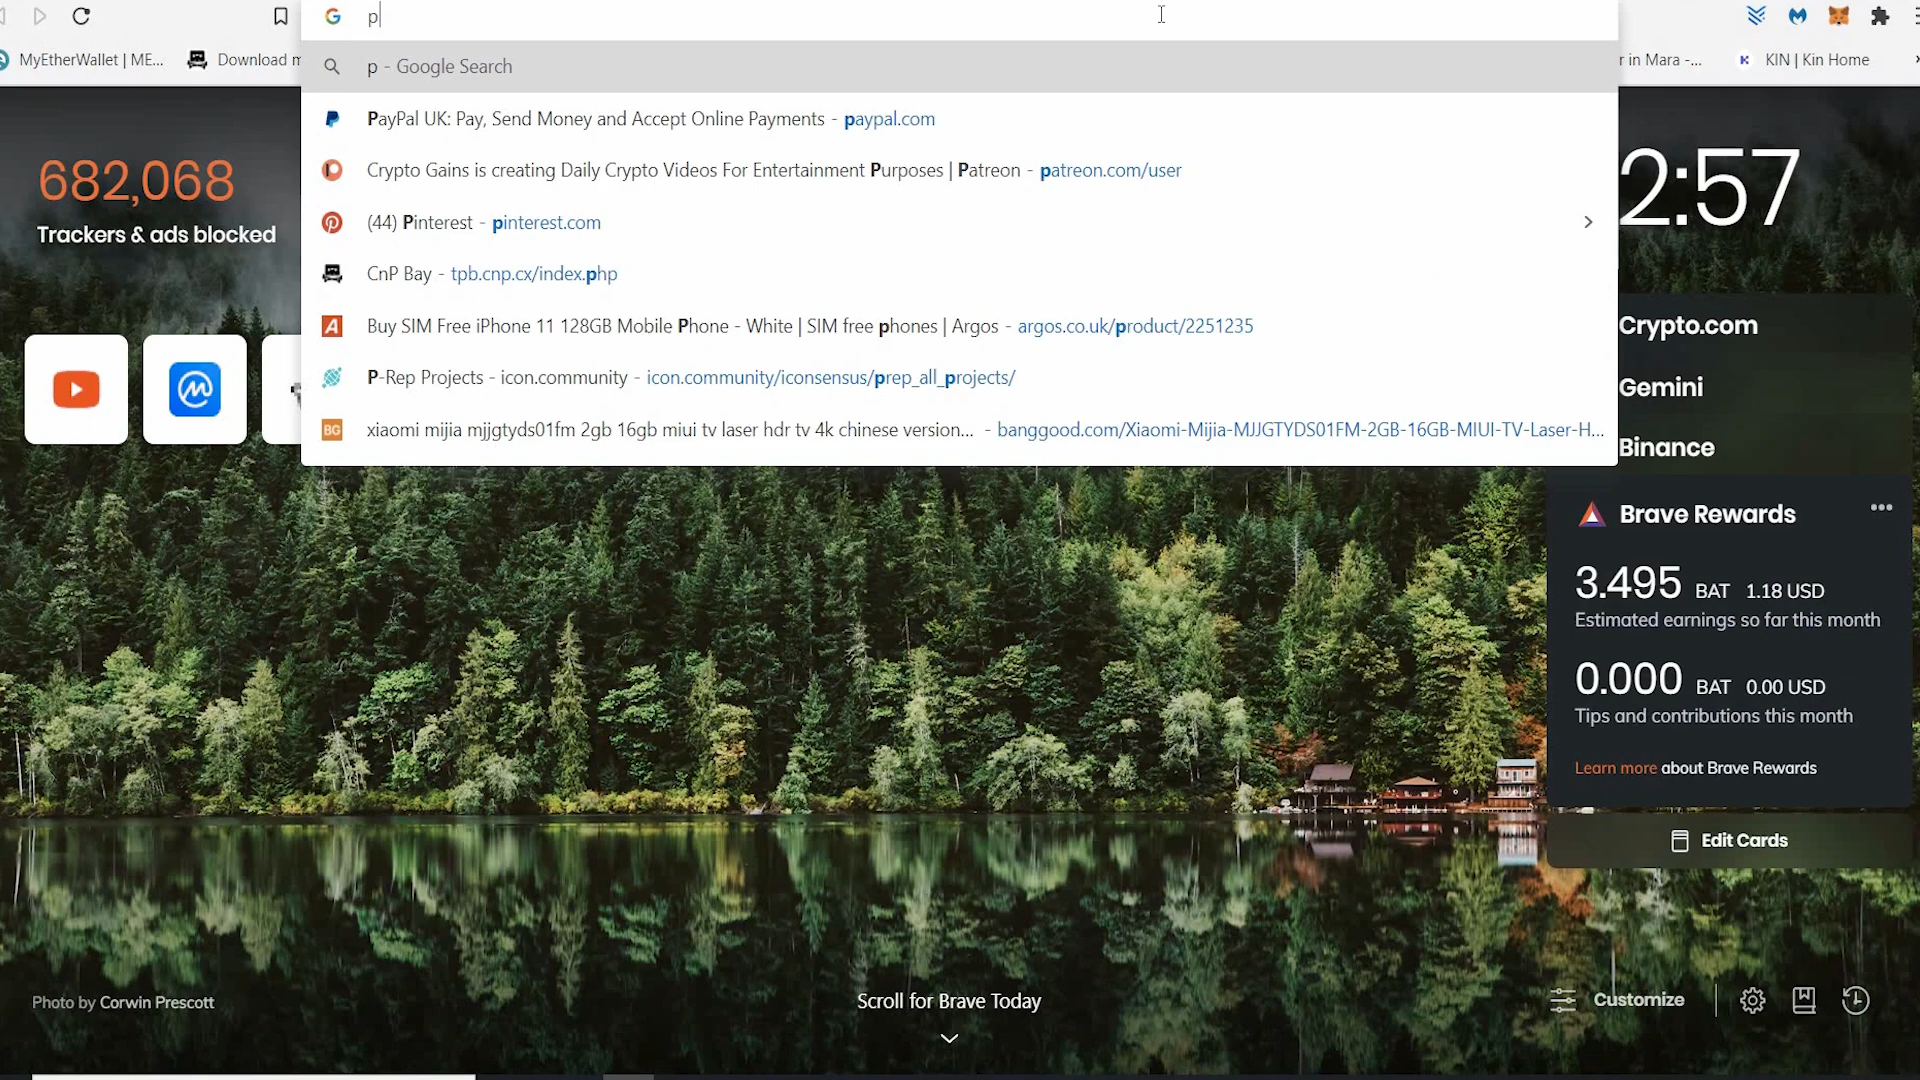 p
MyEtherWallet | ME...
Download m
r in Mara -...
KIN | Kin Home
p - Google Search
PayPal UK: Pay, Send Money and Accept Online Payments - paypal.com
Crypto Gains is creating Daily Crypto Videos For Entertainment Purposes | Patreon - patreon.com/user
(44) Pinterest - pinterest.com
CnP Bay - tpb.cnp.cx/index.php
Buy SIM Free iPhone 11 128GB Mobile Phone - White | SIM free phones | Argos - argos.co.uk/product/2251235
P-Rep Projects - icon.community - icon.community/iconsensus/prep_all_projects/
xiaomi mijia mjjgtyds01fm 2gb 16gb miui tv laser hdr tv 4k chinese version... - banggood.com/Xiaomi-Mijia-MJJGTYDS01FM-2GB-16GB-MIUI-TV-Laser-H...
BG
682,068
Trackers & ads blocked
2:57
Crypto.com
Gemini
Binance
Brave Rewards
3.495 BAT 1.18 USD
Estimated earnings so far this month
0.000 BAT 0.00 USD
Tips and contributions this month
Learn more about Brave Rewards
Edit Cards
Photo by Corwin Prescott
Scroll for Brave Today
Customize